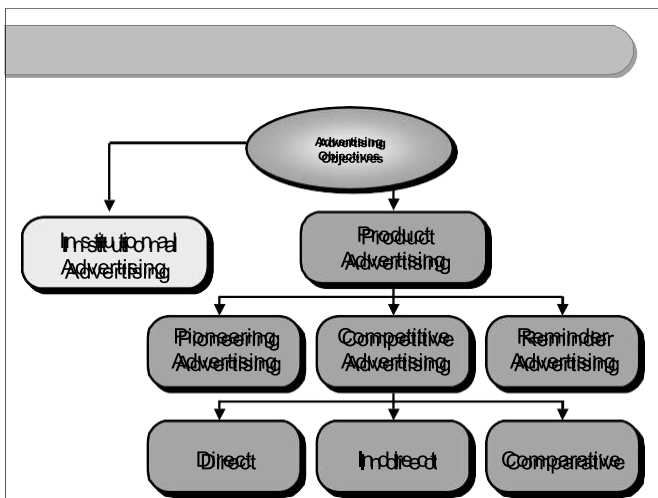 Advertising
Objectives
Institutional
Advertising
Product
Advertising
Pioneering
Advertising
Competitive
Advertising
Reminder
Advertising
Direct
Indirect
Comparative